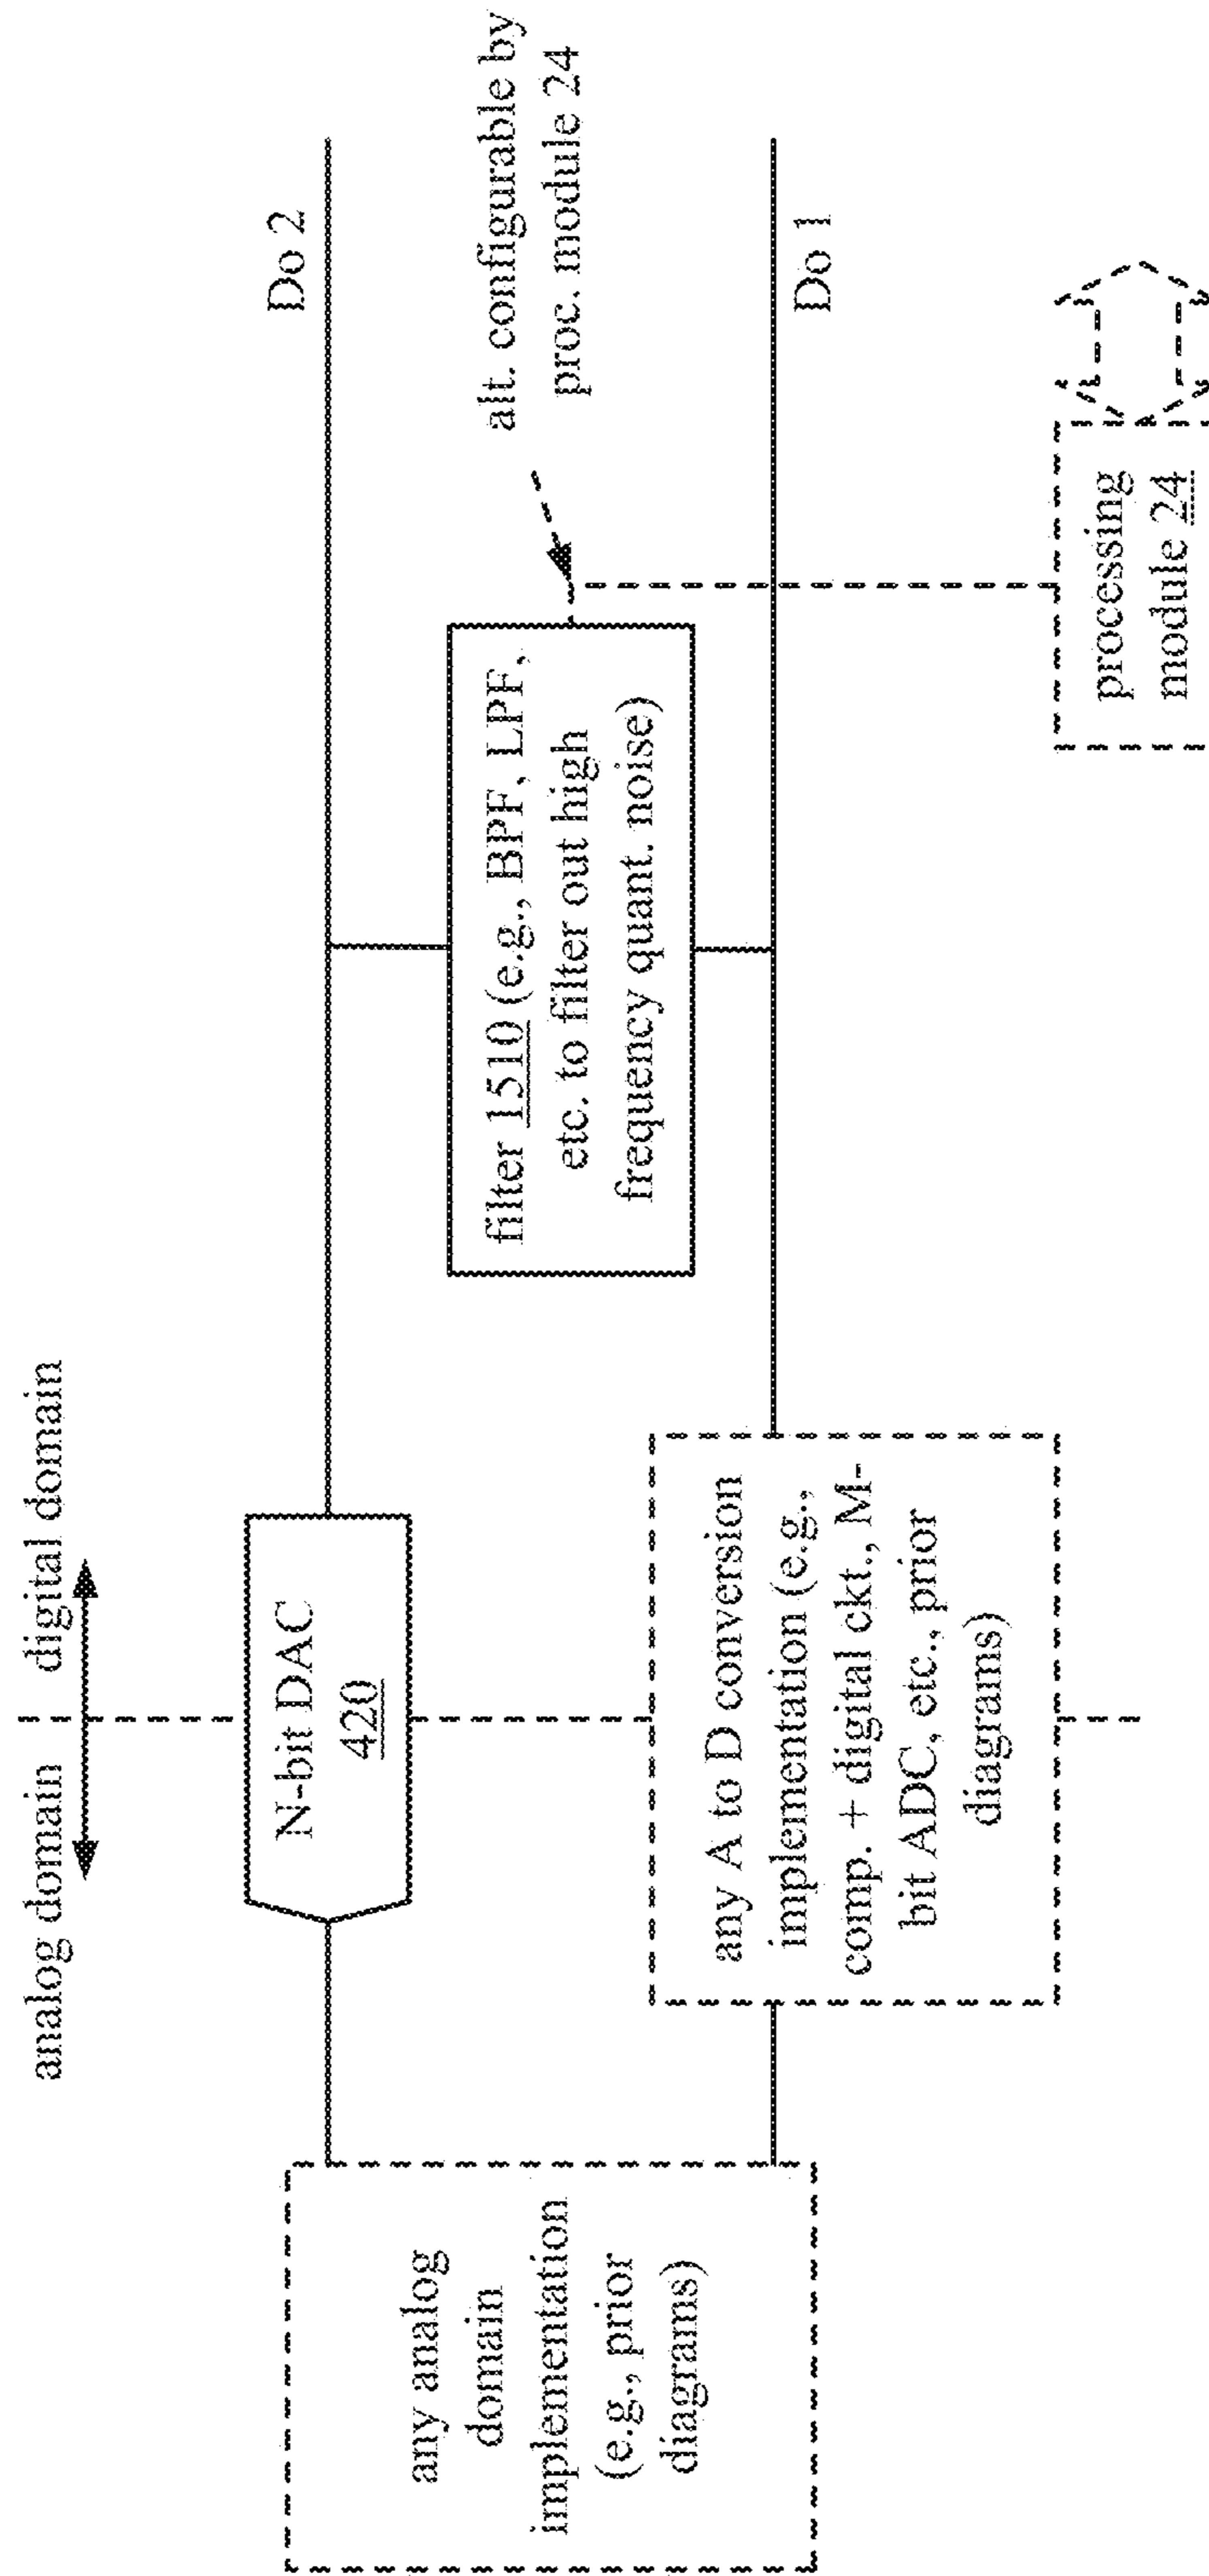 analog domain
digital domain
any analog
domain
implementation
(e.g., prior
diagrams)
N-bit DAC
420
Do 2
any A to D conversion
implementation (e.g.,
comp. + digital ckt., M-
bit ADC, etc., prior
diagrams)
filter 1510 (e.g., BPF, LPF,
etc. to filter out high
frequency quant. noise)
alt. configurable by
proc. module 24
Do 1
processing
module 24